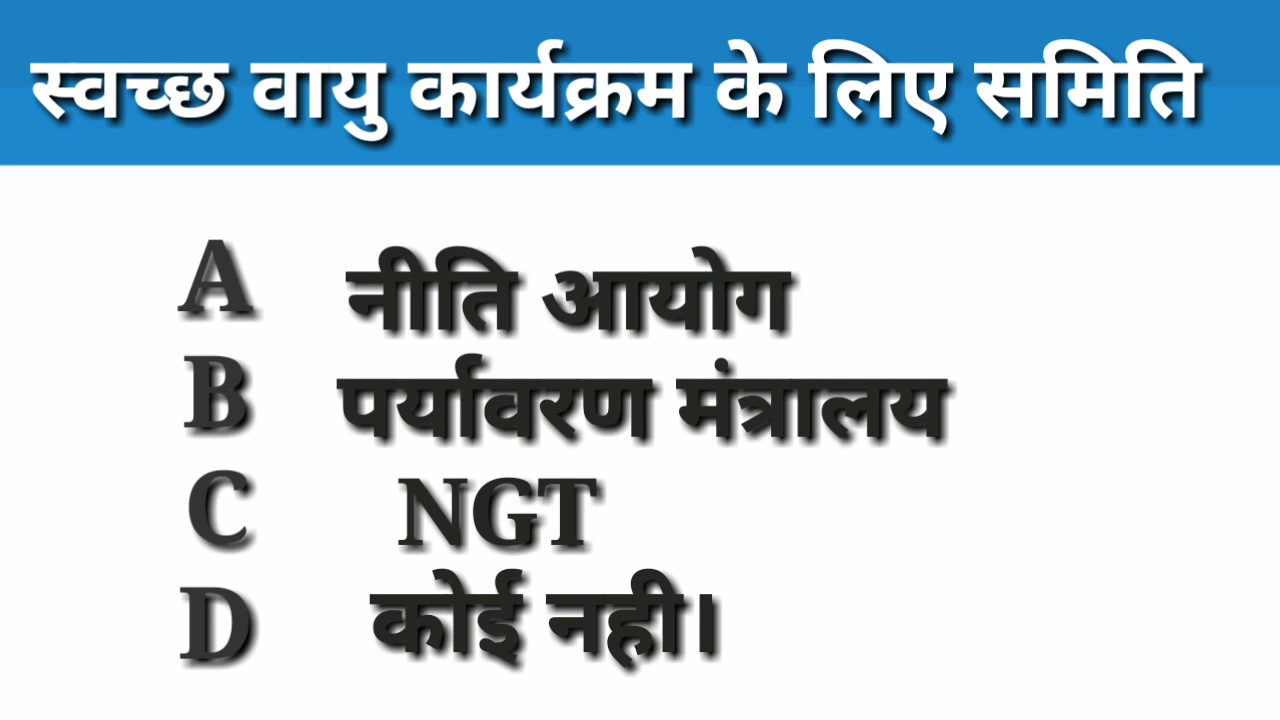 स्वच्छ वायु कार्यक्रम के लिए समिति
A नीति आयोग
B पर्यावरण मंत्रालय
C NGT
D कोई नही।